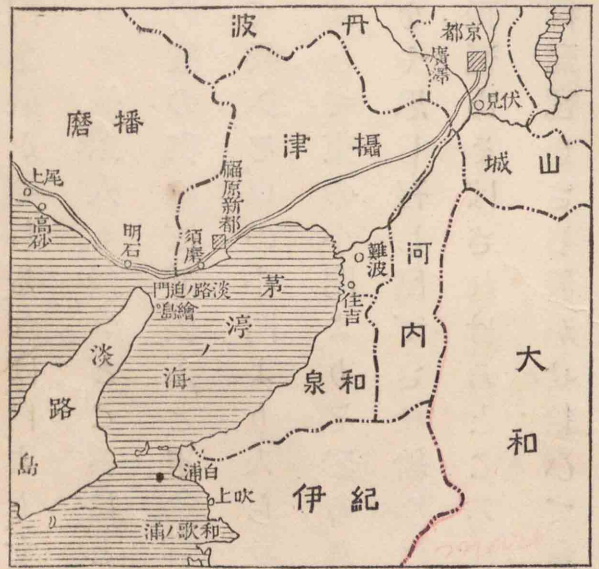 丹波
京都
廣澤
伏見
山城
攝津
播磨
福原新都
須磨
明石
尾上
高砂
難波
住吉
河内
大和
和泉
茅渟ノ海
淡路ノ迫門
繪島
淡路島
白浦
吹上
和歌ノ浦
紀伊